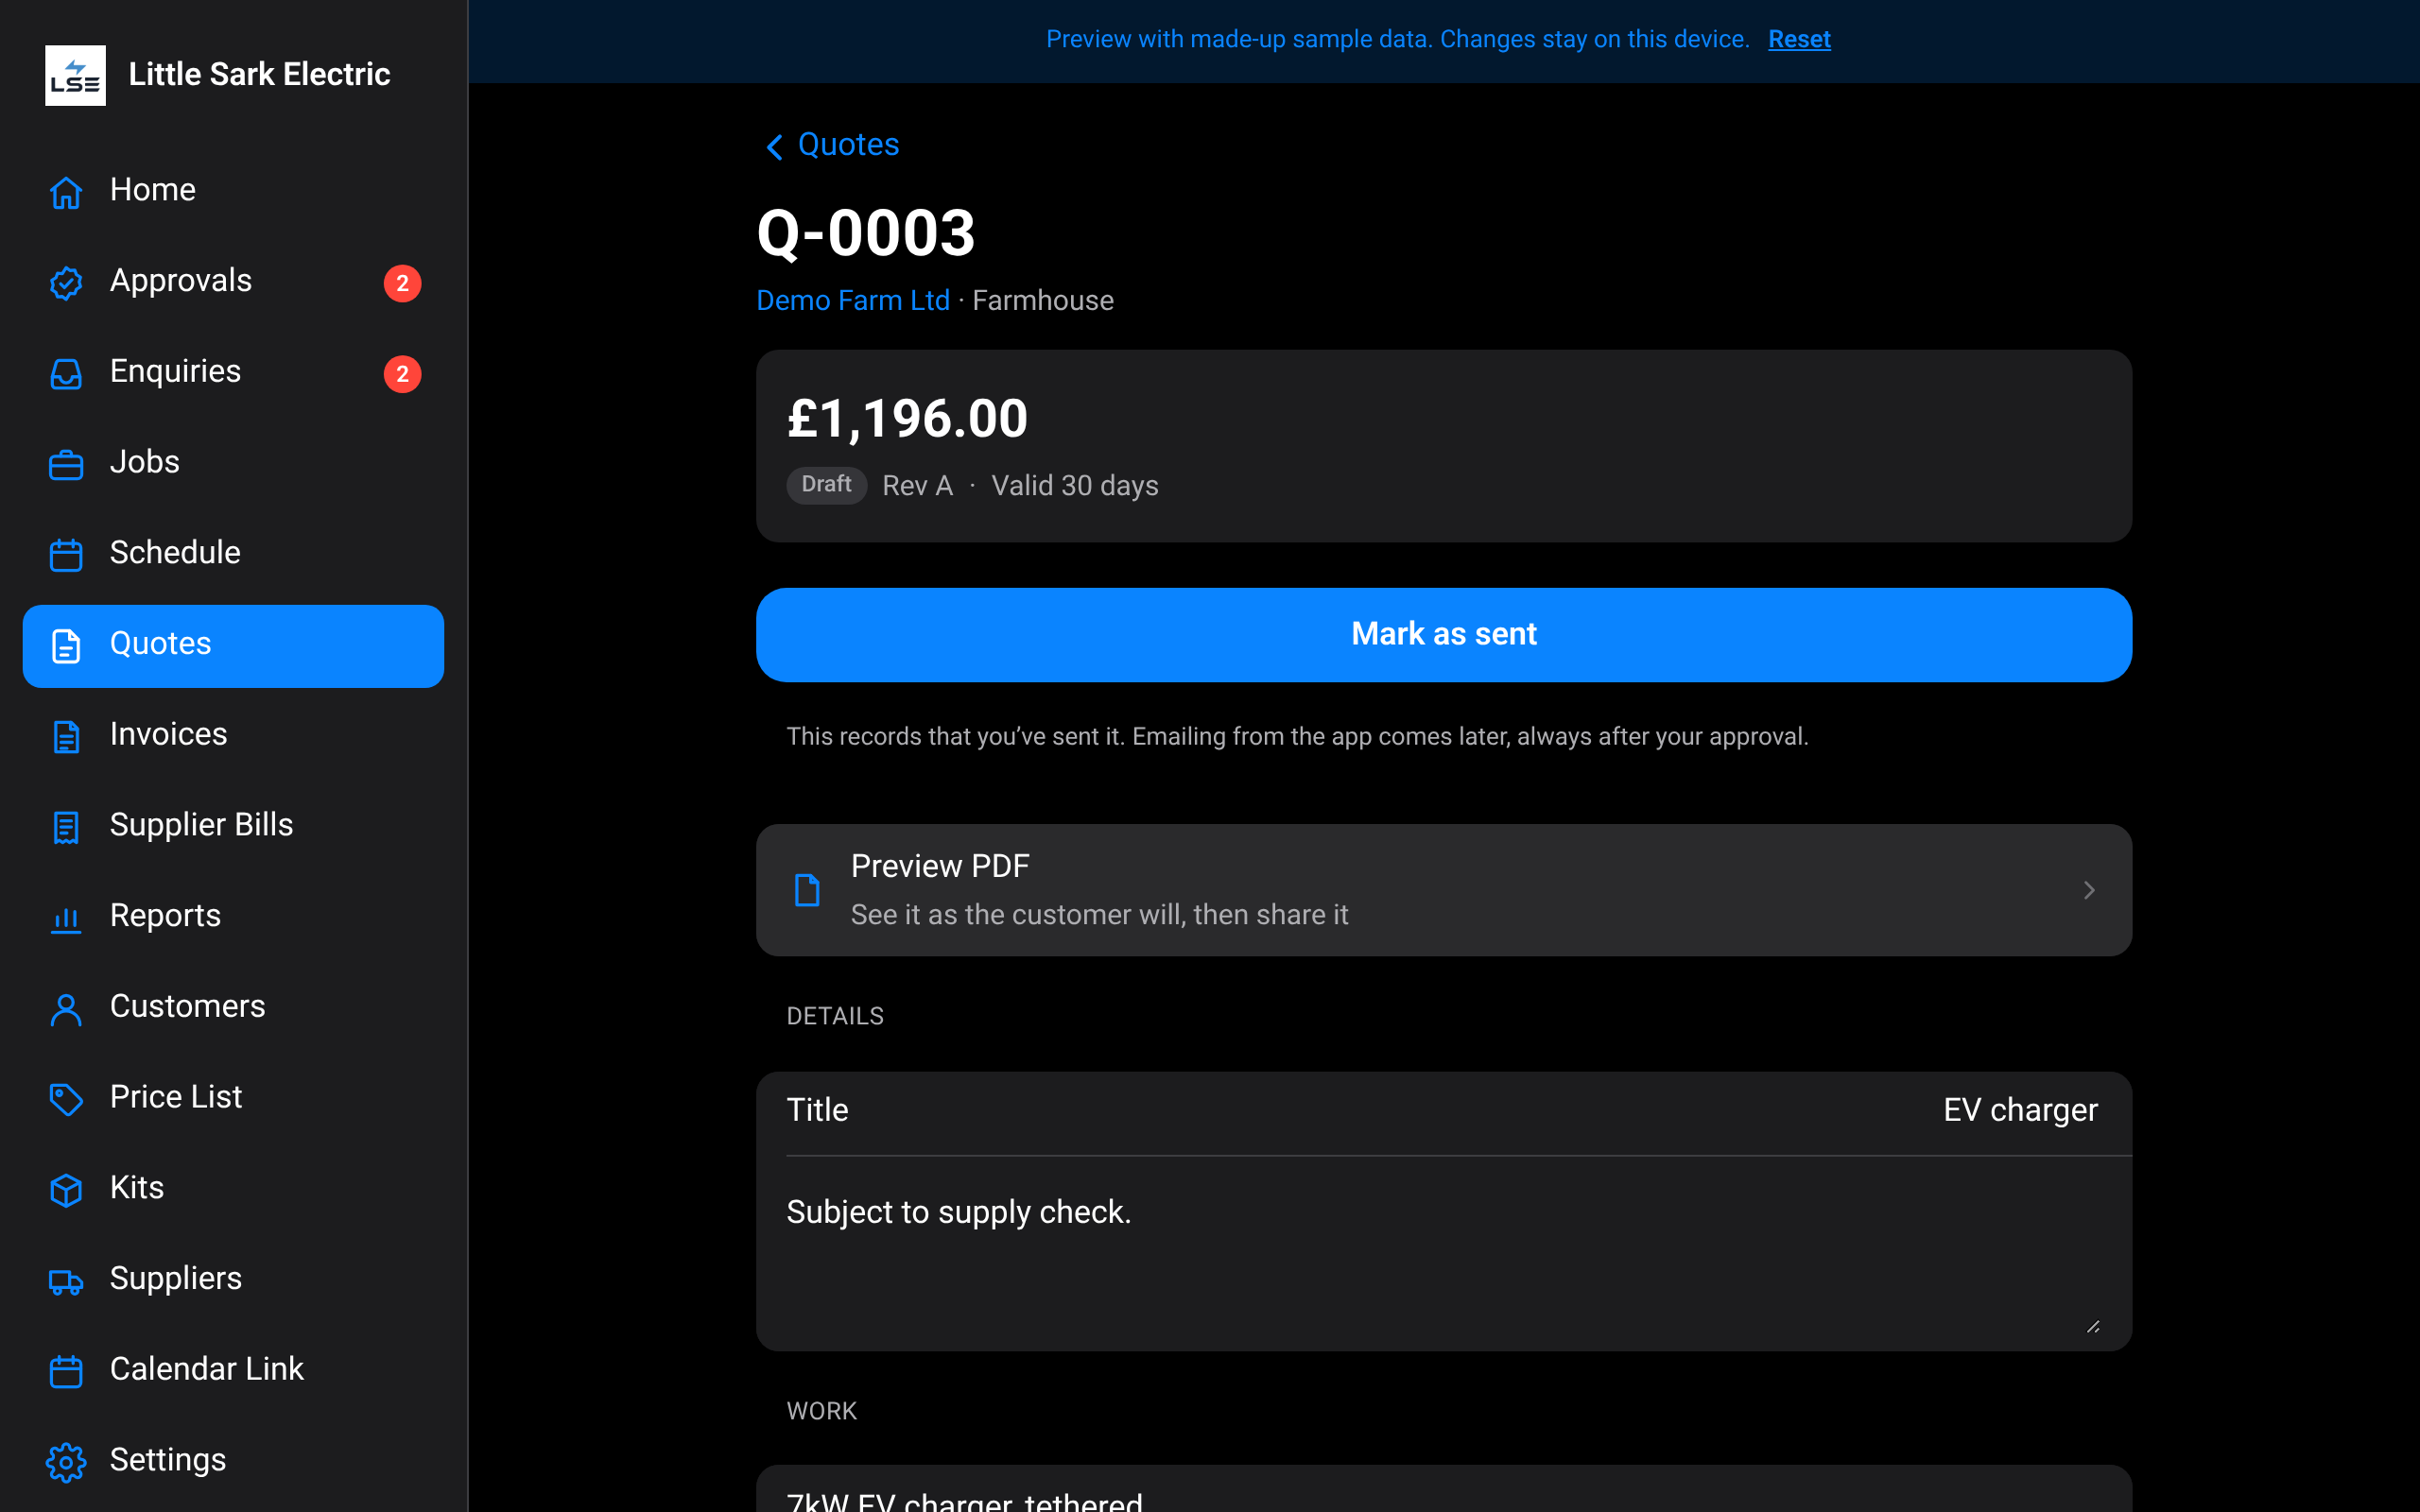 Preview with made-up sample data. Changes stay on this device. Reset
LSE
Little Sark Electric
Home
Approvals 2
Enquiries 2
Jobs
Schedule
Quotes
Invoices
Supplier Bills
Reports
Customers
Price List
Kits
Suppliers
Calendar Link
Settings
Quotes
Q-0003
Demo Farm Ltd · Farmhouse
£1,196.00
Draft Rev A · Valid 30 days
Mark as sent
This records that you’ve sent it. Emailing from the app comes later, always after your approval.
Preview PDF
See it as the customer will, then share it
DETAILS
Title EV charger
Subject to supply check.
WORK
7kW EV charger, tethered